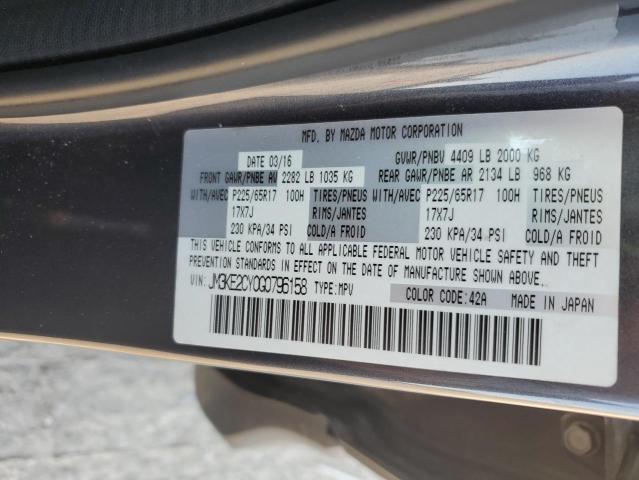 MFD. BY MAZDA MOTOR CORPORATION
DATE 03/16 GVWR/PNBV 4409 LB 2000 KG
FRONT GAWR/PNBE AV 2282 LB 1035 KG REAR GAWR/PNBE AR 2134 LB 968 KG
WITH/AVEC P225/65R17 100H TIRES/PNEUS WITH/AVEC P225/65R17 100H TIRES/PNEUS
17X7J RIMS/JANTES 17X7J RIMS/JANTES
230 KPA/34 PSI COLD/A FROID 230 KPA/34 PSI COLD/A FROID
THIS VEHICLE CONFORMS TO ALL APPLICABLE FEDERAL MOTOR VEHICLE SAFETY AND THEFT
PREVENTION STANDARDS IN EFFECT ON THE DATE OF MANUFACTURE SHOWN ABOVE.
VIN: JM3KE2CY0G0796158 TYPE: MPV
COLOR CODE: 42A MADE IN JAPAN